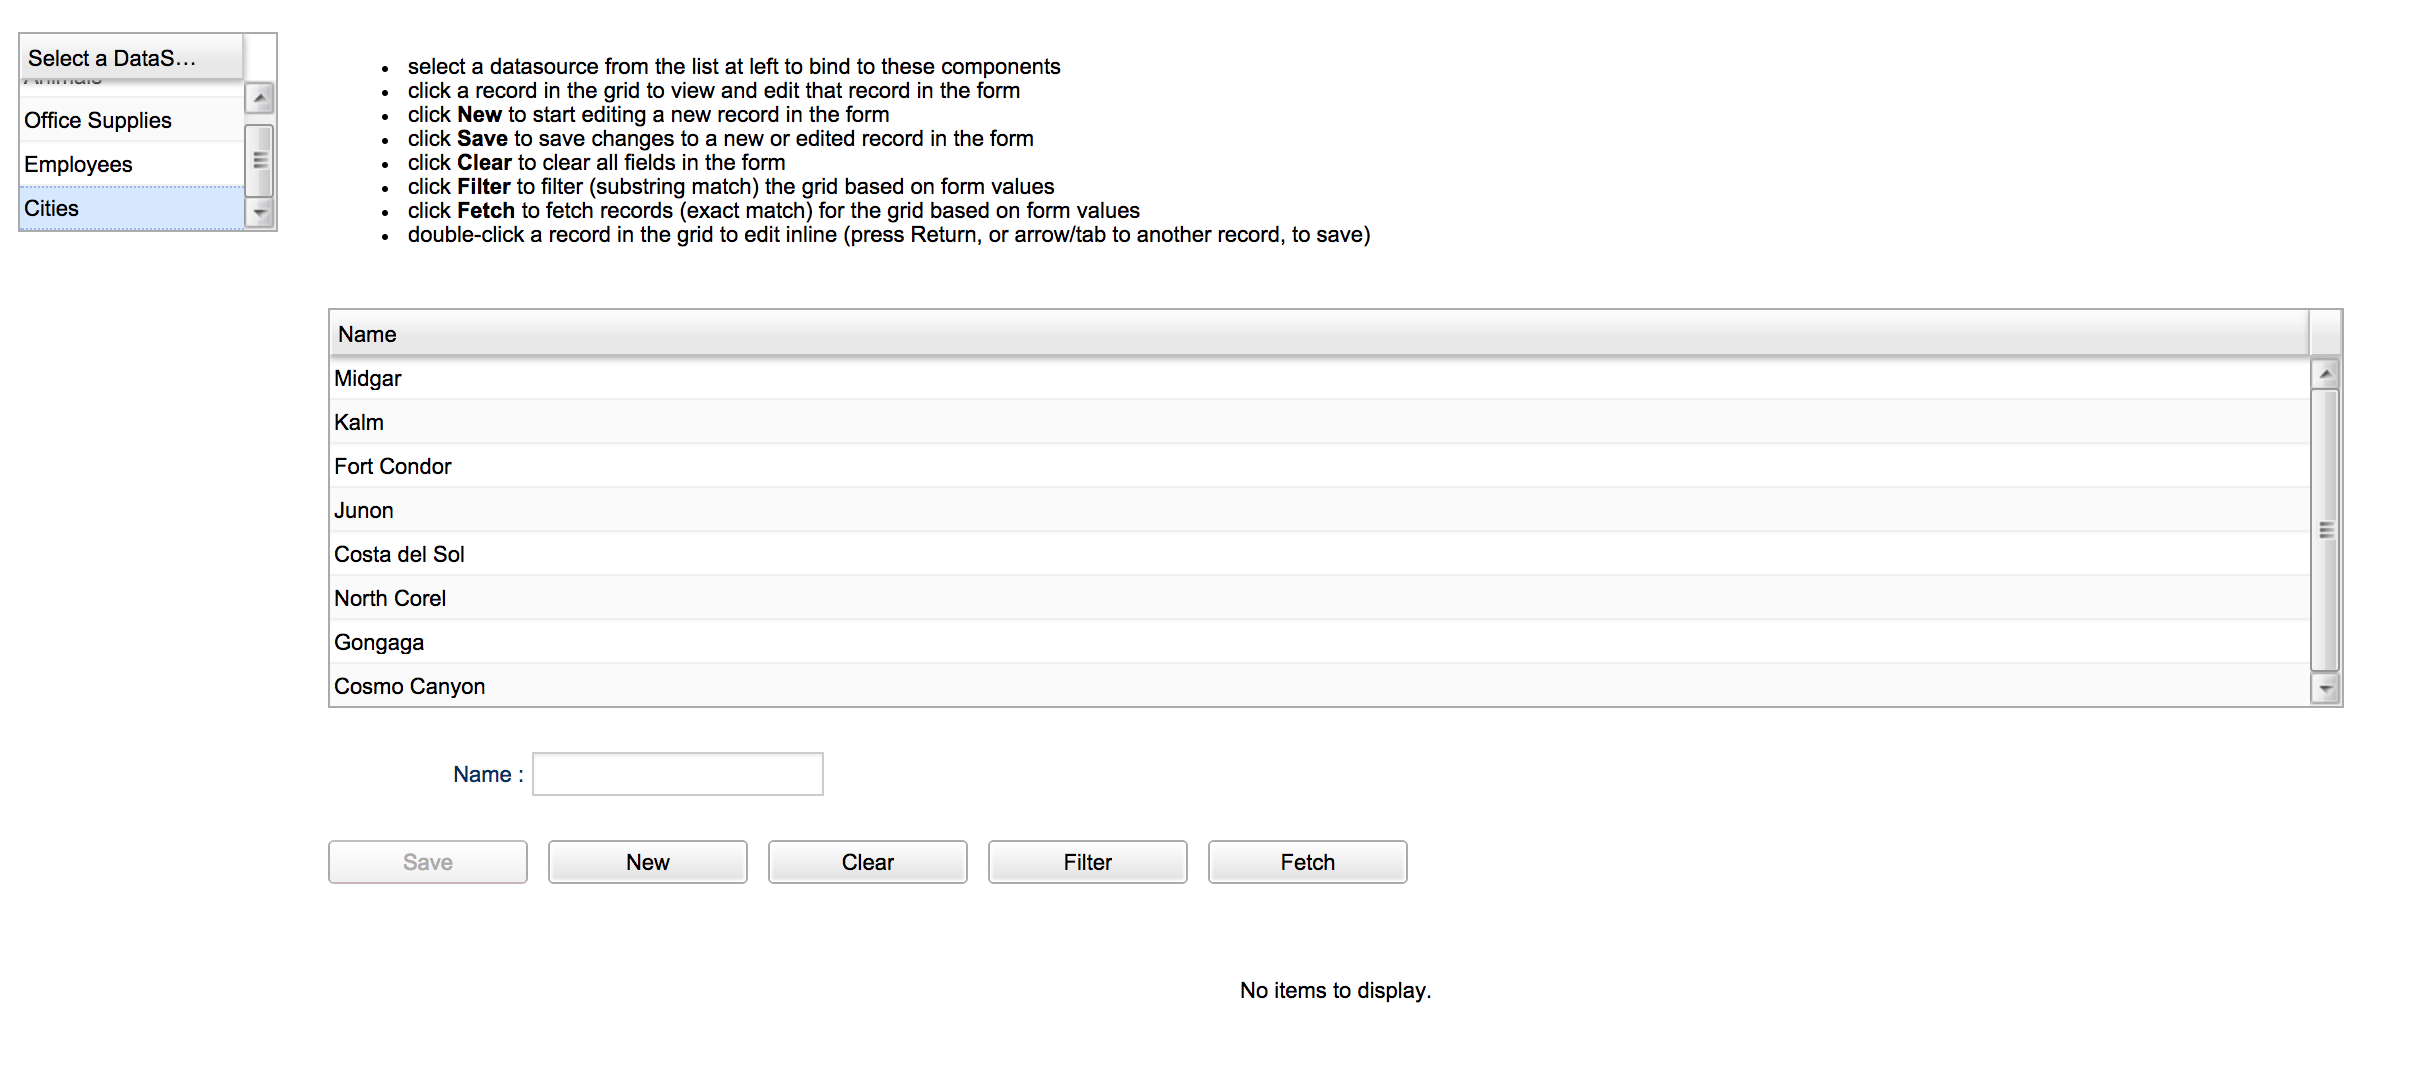 Select a DataS...
Office Supplies
Employees
Cities
• select a datasource from the list at left to bind to these components
• click a record in the grid to view and edit that record in the form
• click New to start editing a new record in the form
• click Save to save changes to a new or edited record in the form
• click Clear to clear all fields in the form
• click Filter to filter (substring match) the grid based on form values
• click Fetch to fetch records (exact match) for the grid based on form values
• double-click a record in the grid to edit inline (press Return, or arrow/tab to another record, to save)
Name
Midgar
Kalm
Fort Condor
Junon
Costa del Sol
North Corel
Gongaga
Cosmo Canyon
Name :
Save New Clear Filter Fetch
No items to display.